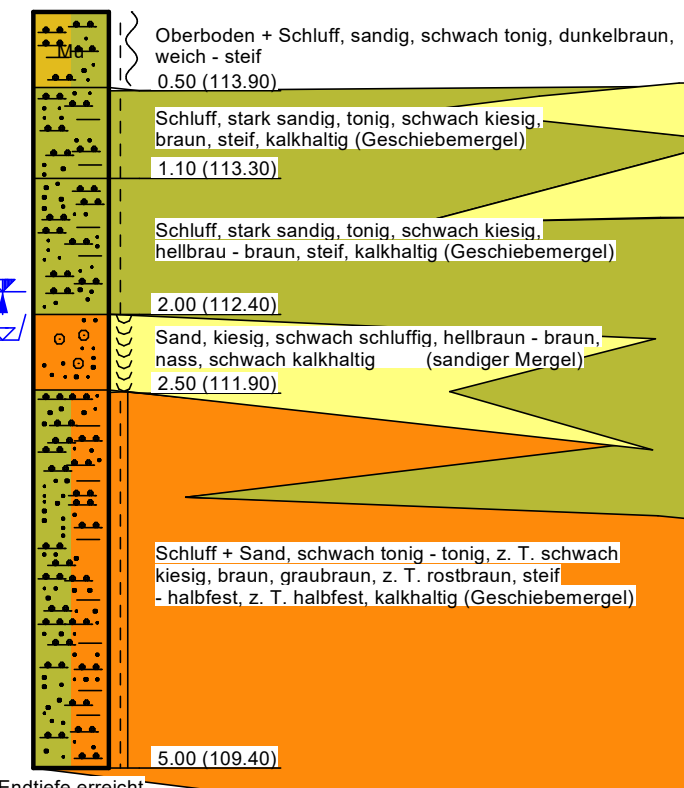 Mu
Oberboden + Schluff, sandig, schwach tonig, dunkelbraun,
weich - steif
0.50 (113.90)
Schluff, stark sandig, tonig, schwach kiesig,
braun, steif, kalkhaltig (Geschiebemergel)
1.10 (113.30)
Schluff, stark sandig, tonig, schwach kiesig,
hellbrau - braun, steif, kalkhaltig (Geschiebemergel)
2.00 (112.40)
Sand, kiesig, schwach schluffig, hellbraun - braun,
nass, schwach kalkhaltig (sandiger Mergel)
2.50 (111.90)
Schluff + Sand, schwach tonig - tonig, z. T. schwach
kiesig, braun, graubraun, z. T. rostbraun, steif
- halbfest, z. T. halbfest, kalkhaltig (Geschiebemergel)
5.00 (109.40)
Endtiefe erreicht